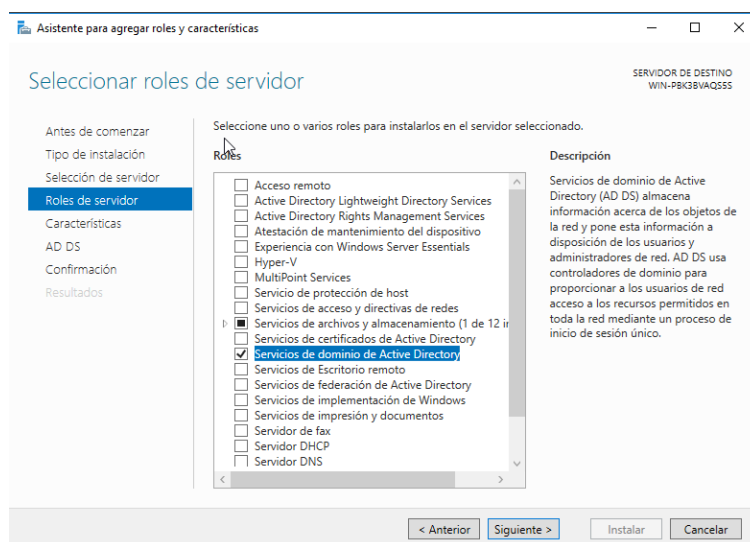 Asistente para agregar roles y características
Seleccionar roles de servidor
SERVIDOR DE DESTINO
WIN-PBK3BVAQS5S
Antes de comenzar
Tipo de instalación
Selección de servidor
Roles de servidor
Características
AD DS
Confirmación
Resultados
Seleccione uno o varios roles para instalarlos en el servidor seleccionado.
Roles
Acceso remoto
Active Directory Lightweight Directory Services
Active Directory Rights Management Services
Atestación de mantenimiento del dispositivo
Experiencia con Windows Server Essentials
Hyper-V
MultiPoint Services
Servicio de protección de host
Servicios de acceso y directivas de redes
Servicios de archivos y almacenamiento (1 de 12 in
Servicios de certificados de Active Directory
Servicios de dominio de Active Directory
Servicios de Escritorio remoto
Servicios de federación de Active Directory
Servicios de implementación de Windows
Servicios de impresión y documentos
Servidor de fax
Servidor DHCP
Servidor DNS
Descripción
Servicios de dominio de Active
Directory (AD DS) almacena
información acerca de los objetos de
la red y pone esta información a
disposición de los usuarios y
administradores de red. AD DS usa
controladores de dominio para
proporcionar a los usuarios de red
acceso a los recursos permitidos en
toda la red mediante un proceso de
inicio de sesión único.
< Anterior
Siguiente >
Instalar
Cancelar